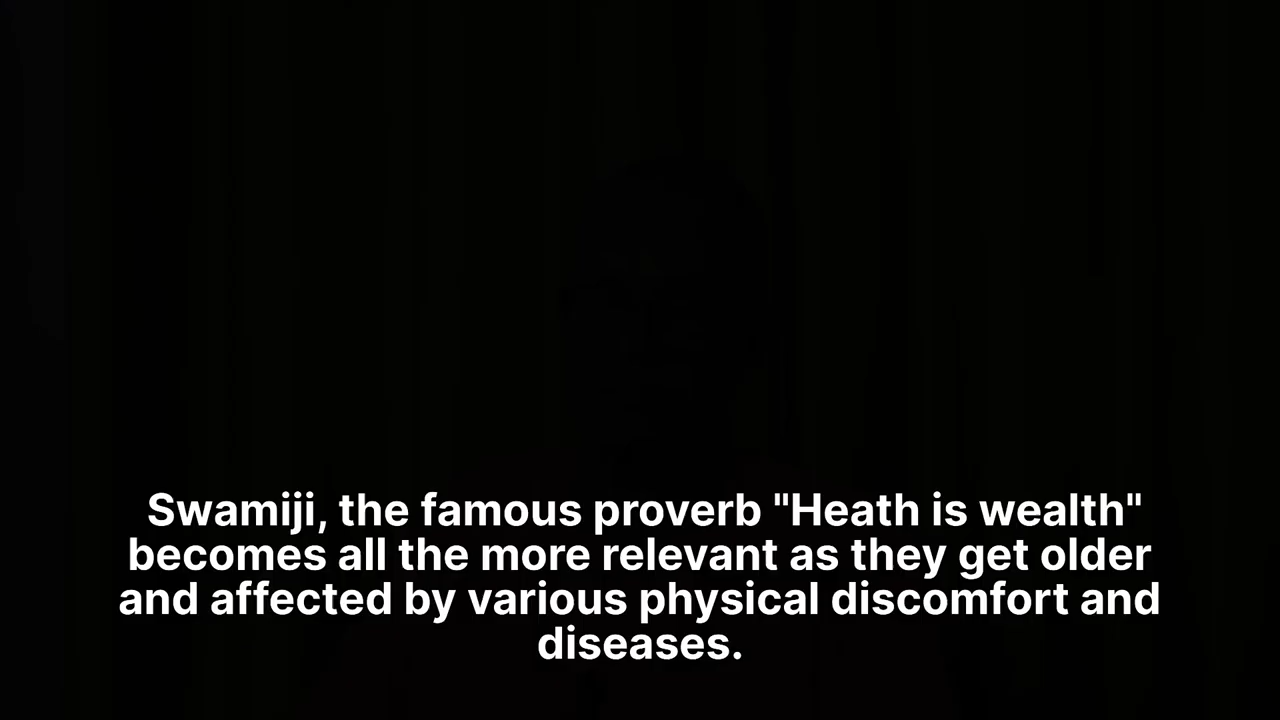 Swamiji, the famous proverb "Heath is wealth"
becomes all the more relevant as they get older
and affected by various physical discomfort and
diseases.